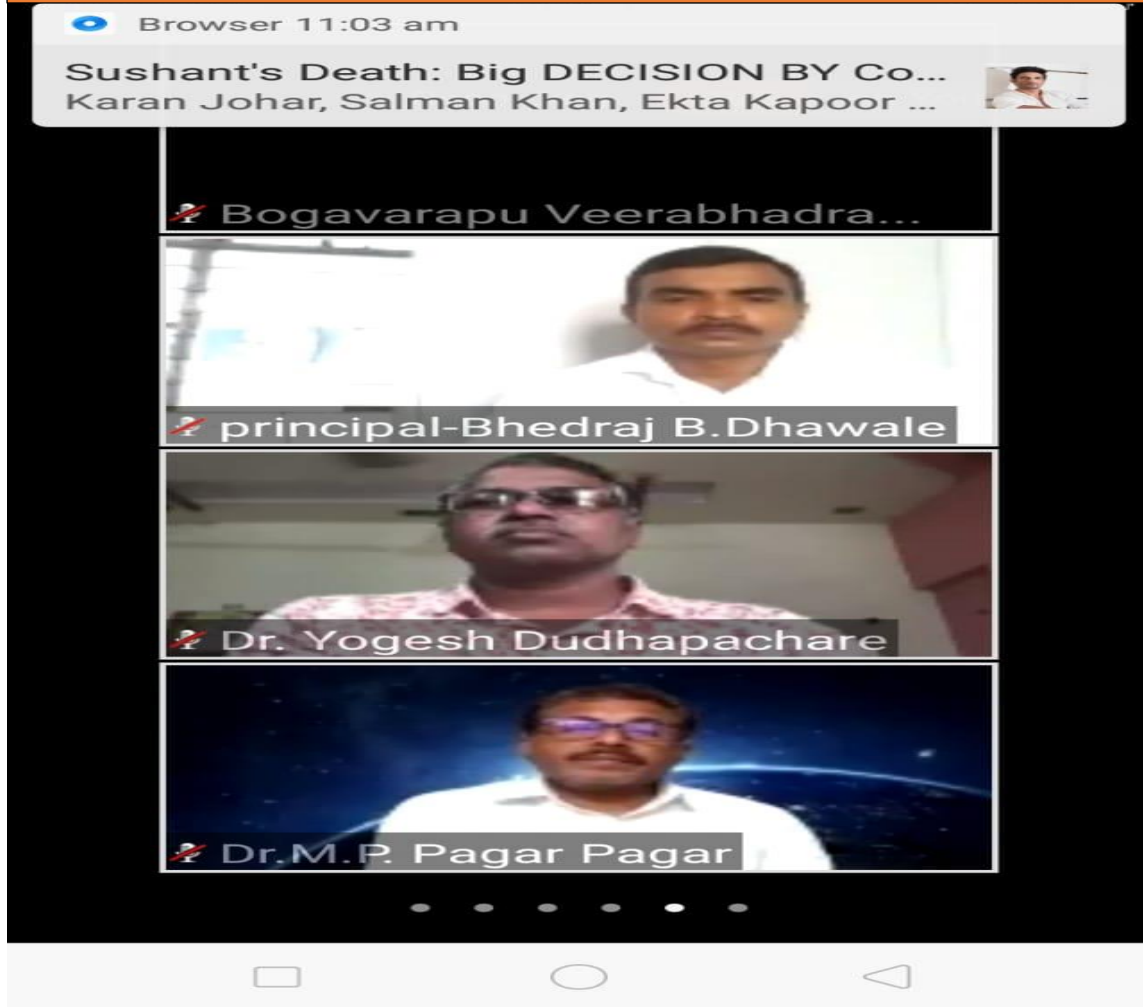 Browser 11:03 am
Sushant's Death: Big DECISION BY Co...
Karan Johar, Salman Khan, Ekta Kapoor ...
Bogavarapu Veerabhadra...
principal-Bhedraj B.Dhawale
Dr. Yogesh Dudhapachare
Dr.M.P. Pagar Pagar